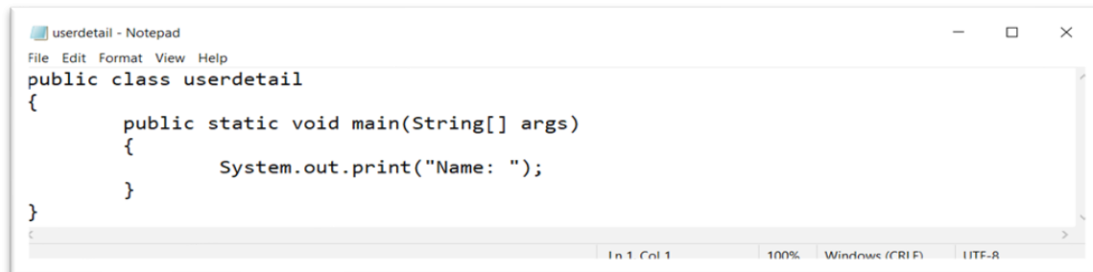 userdetail - Notepad
File Edit Format View Help
public class userdetail
{
        public static void main(String[] args)
        {
                System.out.print("Name: ");
        }
}
Ln 1, Col 1 100% Windows (CRLF) UTF-8